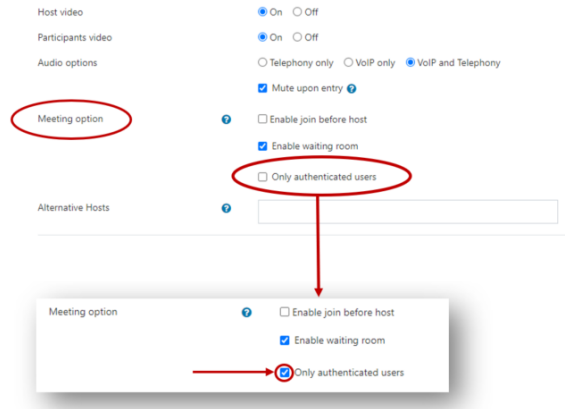 Host video On Off
Participants video On Off
Audio options Telephony only VoIP only VoIP and Telephony
Mute upon entry ?
Meeting option ? Enable join before host
Enable waiting room
Only authenticated users
Alternative Hosts ?
Meeting option ? Enable join before host
Enable waiting room
Only authenticated users